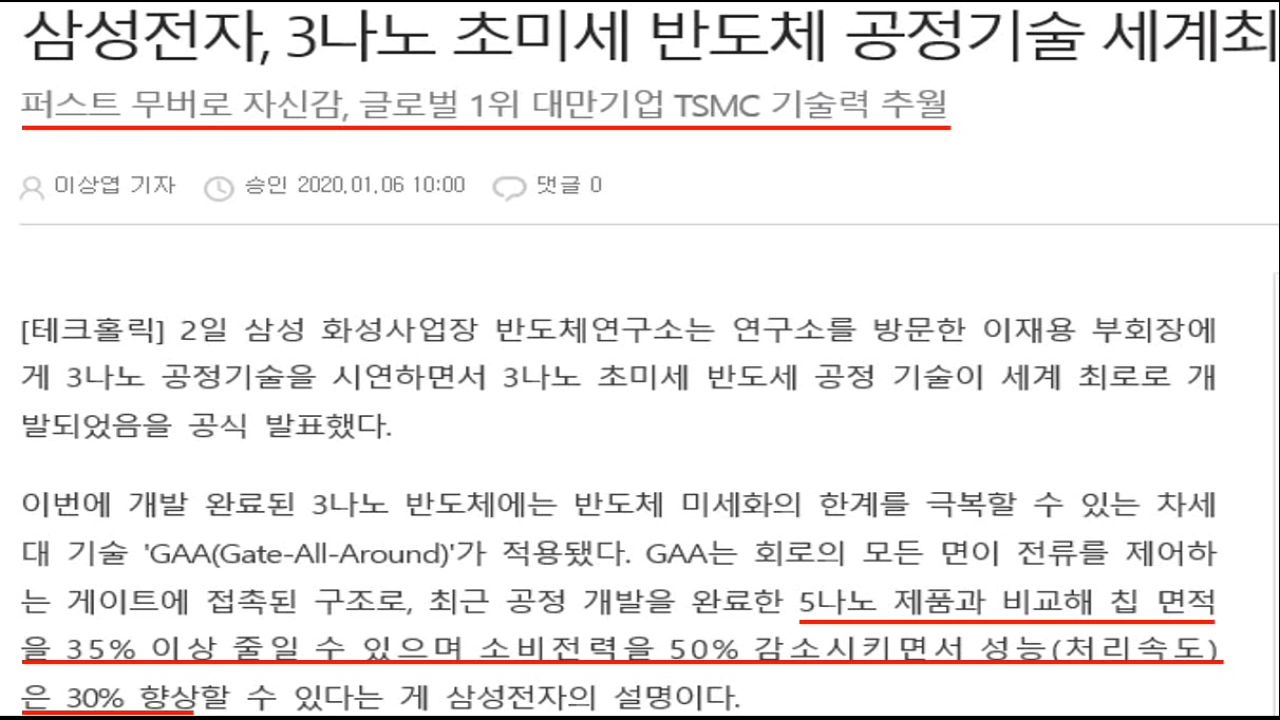 삼성전자, 3나노 초미세 반도체 공정기술 세계최
퍼스트 무버로 자신감, 글로벌 1위 대만기업 TSMC 기술력 추월
이상엽 기자 승인 2020.01.06 10:00 댓글 0
[테크홀릭] 2일 삼성 화성사업장 반도체연구소는 연구소를 방문한 이재용 부회장에
게 3나노 공정기술을 시연하면서 3나노 초미세 반도세 공정 기술이 세계 최로로 개
발되었음을 공식 발표했다.
이번에 개발 완료된 3나노 반도체에는 반도체 미세화의 한계를 극복할 수 있는 차세
대 기술 'GAA(Gate-All-Around)'가 적용됐다. GAA는 회로의 모든 면이 전류를 제어하
는 게이트에 접촉된 구조로, 최근 공정 개발을 완료한 5나노 제품과 비교해 칩 면적
을 35% 이상 줄일 수 있으며 소비전력을 50% 감소시키면서 성능(처리속도)
은 30% 향상할 수 있다는 게 삼성전자의 설명이다.